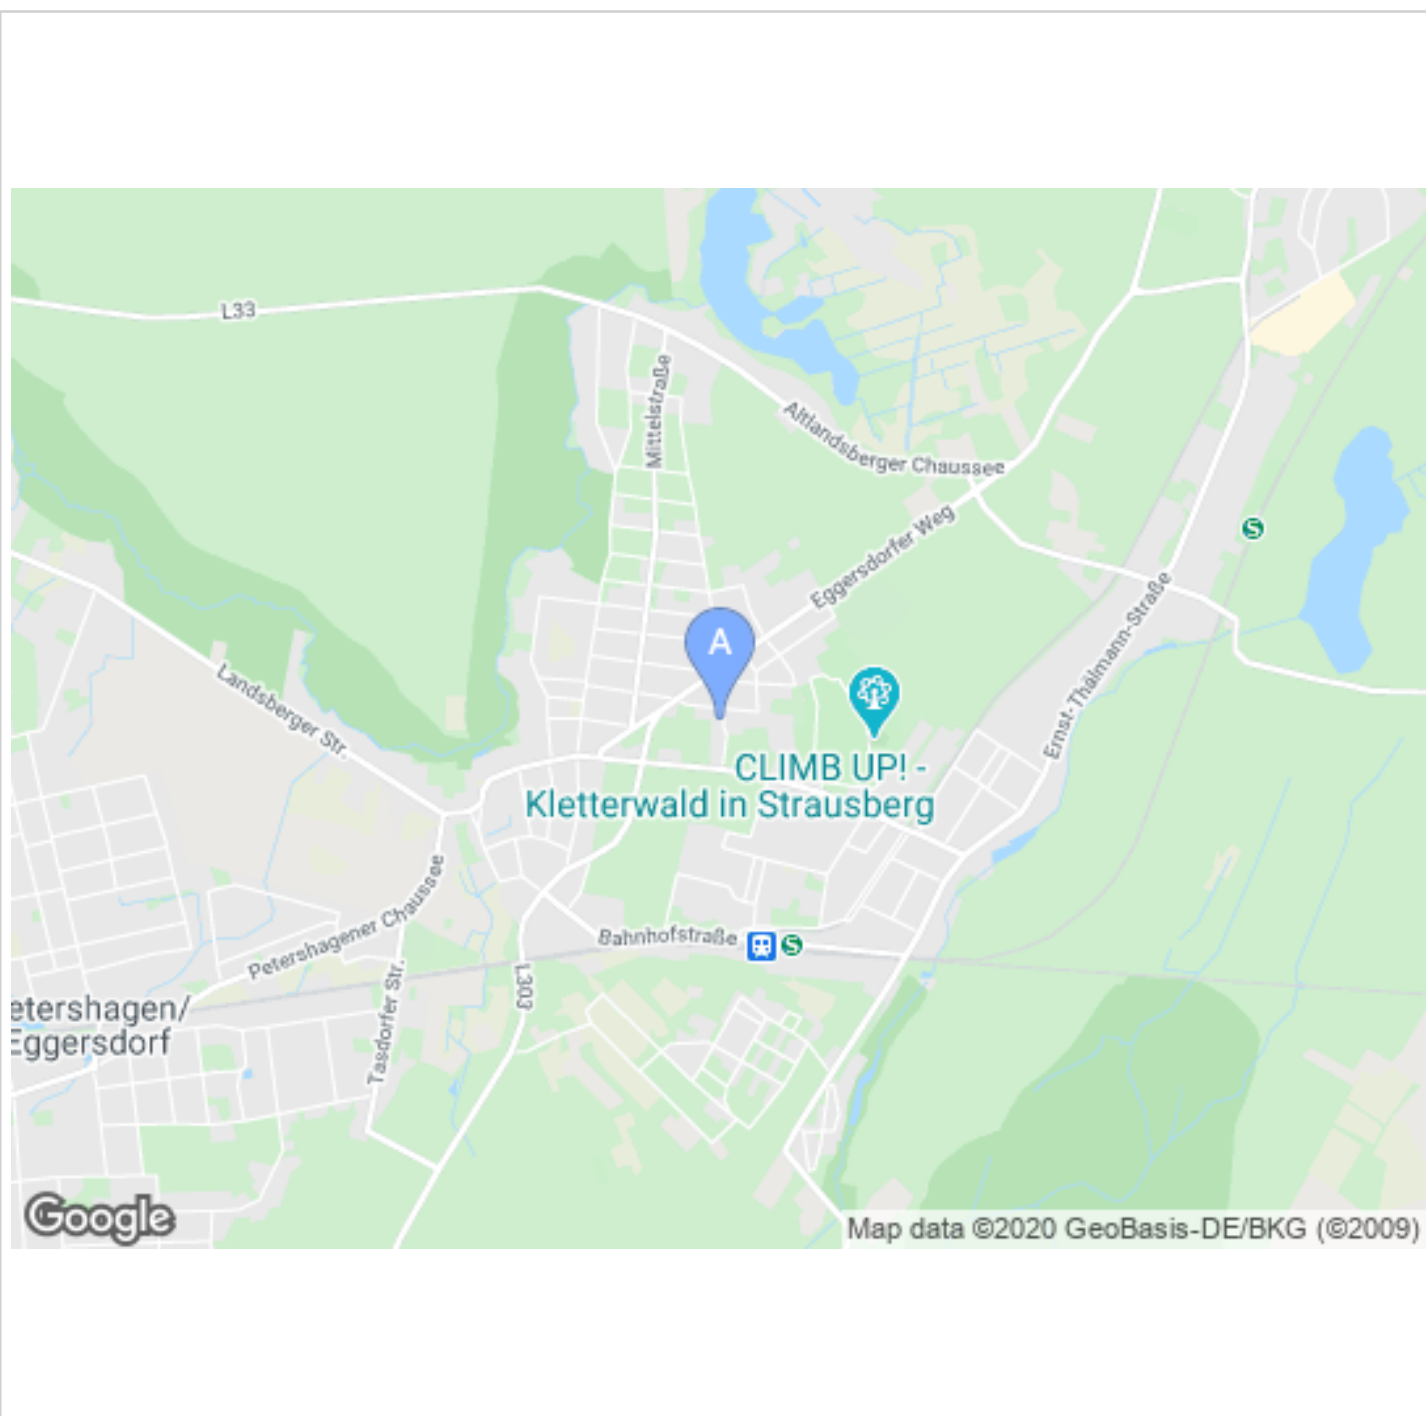 L33
Mittelstraße
Altlandsberger Chaussee
Eggersdorfer Weg
S
Ernst-Thälmann-Straße
A
Landsberger Str.
CLIMB UP! -
Kletterwald in Strausberg
Petershagener Chaussee
Bahnhofstraße
S
L303
Tasdorfer Str.
etershagen/
Eggersdorf
Google
Map data ©2020 GeoBasis-DE/BKG (©2009)